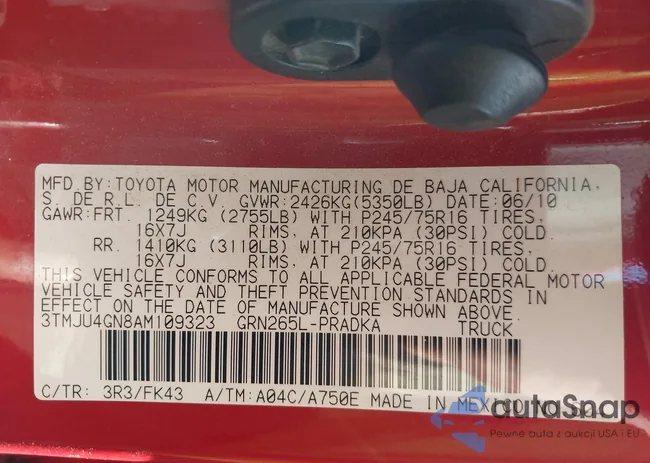 MFD.BY:TOYOTA MOTOR MANUFACTURING DE BAJA CALIFORNIA,
S. DE R.L. DE C.V. GVWR:2426KG(5350LB) DATE:06/10
GAWR:FRT. 1249KG (2755LB) WITH P245/75R16 TIRES,
16X7J RIMS, AT 210KPA (30PSI) COLD.
RR. 1410KG (3110LB) WITH P245/75R16 TIRES,
16X7J RIMS, AT 210KPA (30PSI) COLD.
THIS VEHICLE CONFORMS TO ALL APPLICABLE FEDERAL MOTOR
VEHICLE SAFETY AND THEFT PREVENTION STANDARDS IN
EFFECT ON THE DATE OF MANUFACTURE SHOWN ABOVE.
3TMJU4GN8AM109323 GRN265L-PRADKA TRUCK
C/TR: 3R3/FK43 A/TM:A04C/A750E MADE IN MEXICO
autoSnap
Pewne auta z aukcji USA i EU